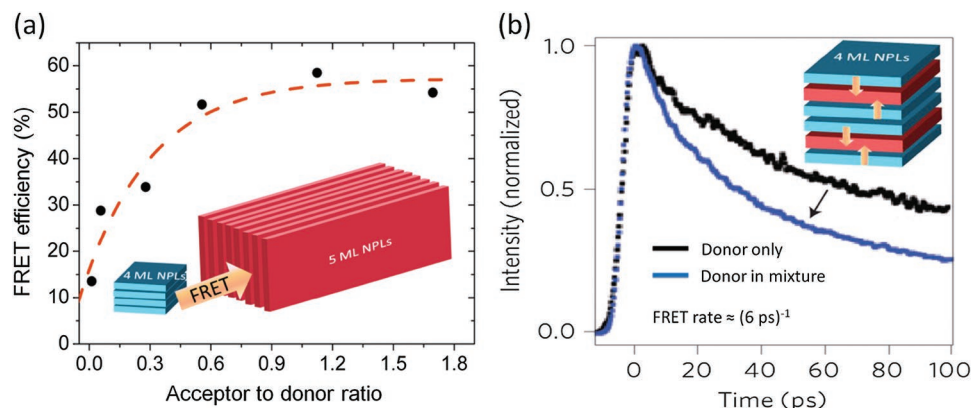 (a)
FRET efficiency (%)
70
60
50
40
30
20
10
0
0.0 0.3 0.6 0.9 1.2 1.5 1.8
Acceptor to donor ratio
4 ML NPLs
FRET
5 ML NPLs
(b)
Intensity (normalized)
1.0
0.5
0.0
0 20 40 60 80 100
Time (ps)
4 ML NPLs
Donor only
Donor in mixture
FRET rate ≈ (6 ps)⁻¹